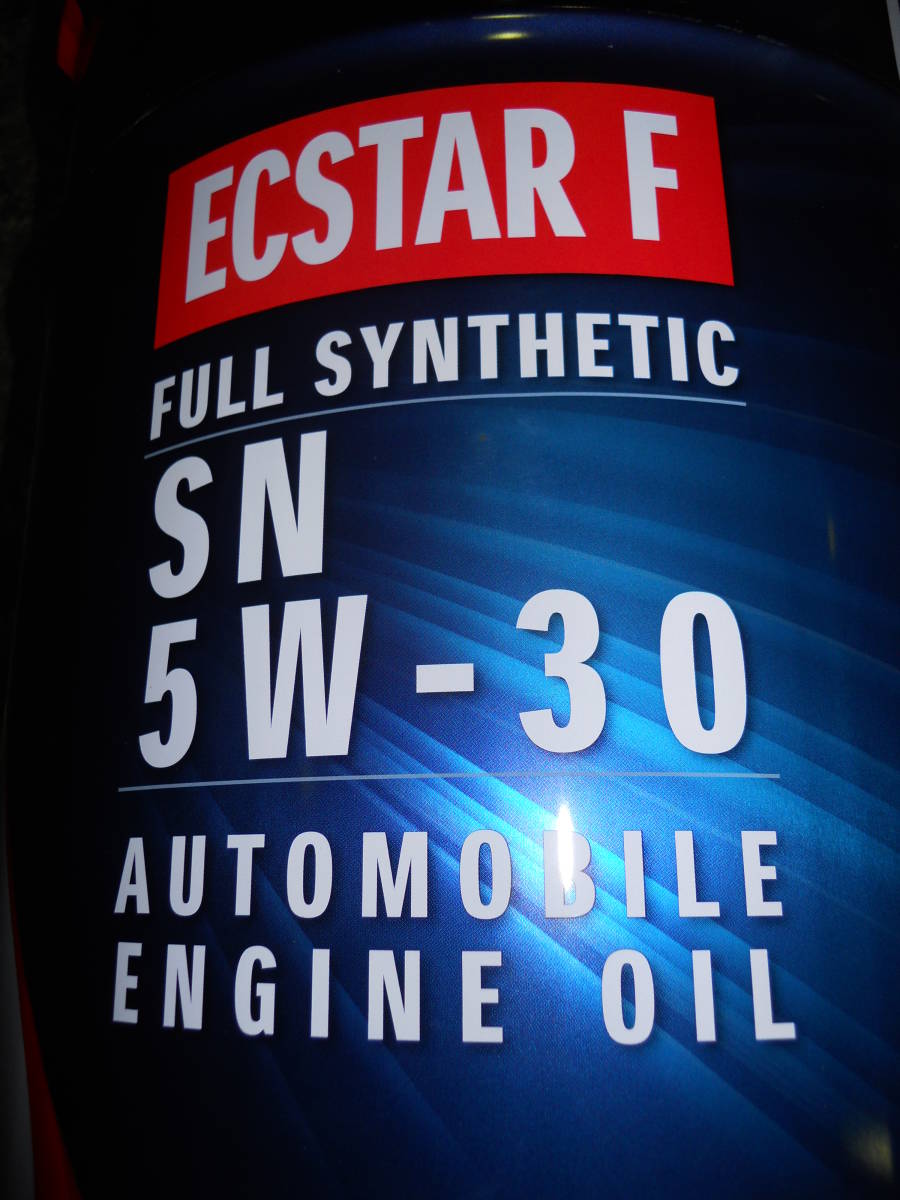 ECSTAR F
FULL SYNTHETIC
SN
5W-30
AUTOMOBILE
ENGINE OIL